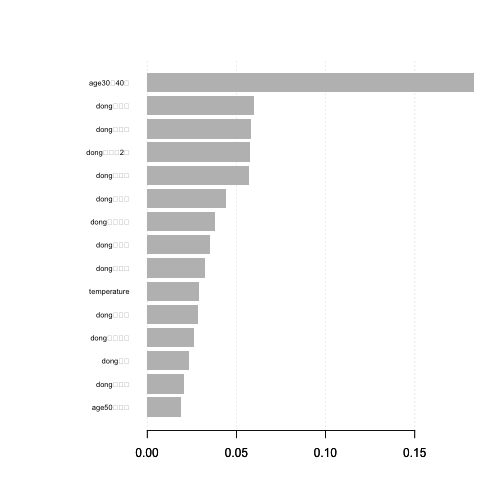 age30□40□
dong□□□
dong□□□
dong□□□2□
dong□□□
dong□□□
dong□□□□
dong□□□
dong□□□
temperature
dong□□□
dong□□□□
dong□□
dong□□□
age50□□□
0.00 0.05 0.10 0.15